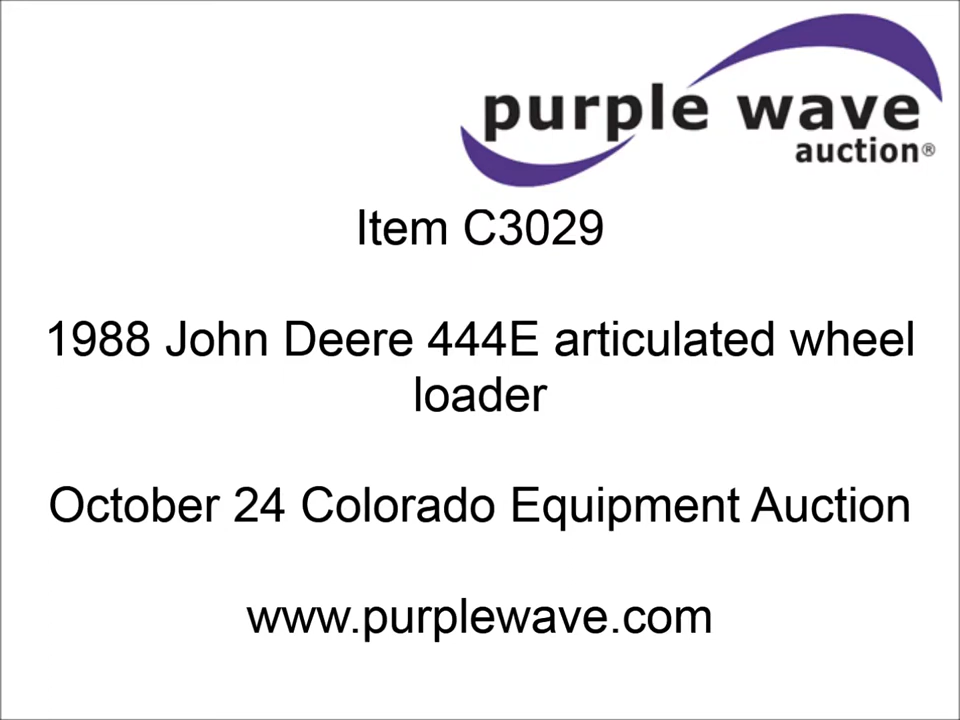 purple wave
auction®
Item C3029
1988 John Deere 444E articulated wheel
loader
October 24 Colorado Equipment Auction
www.purplewave.com